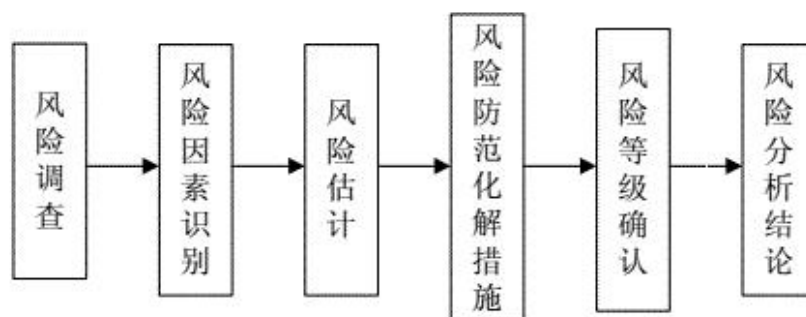 风险调查
风险因素识别
风险估计
风险防范化解措施
风险等级确认
风险分析结论